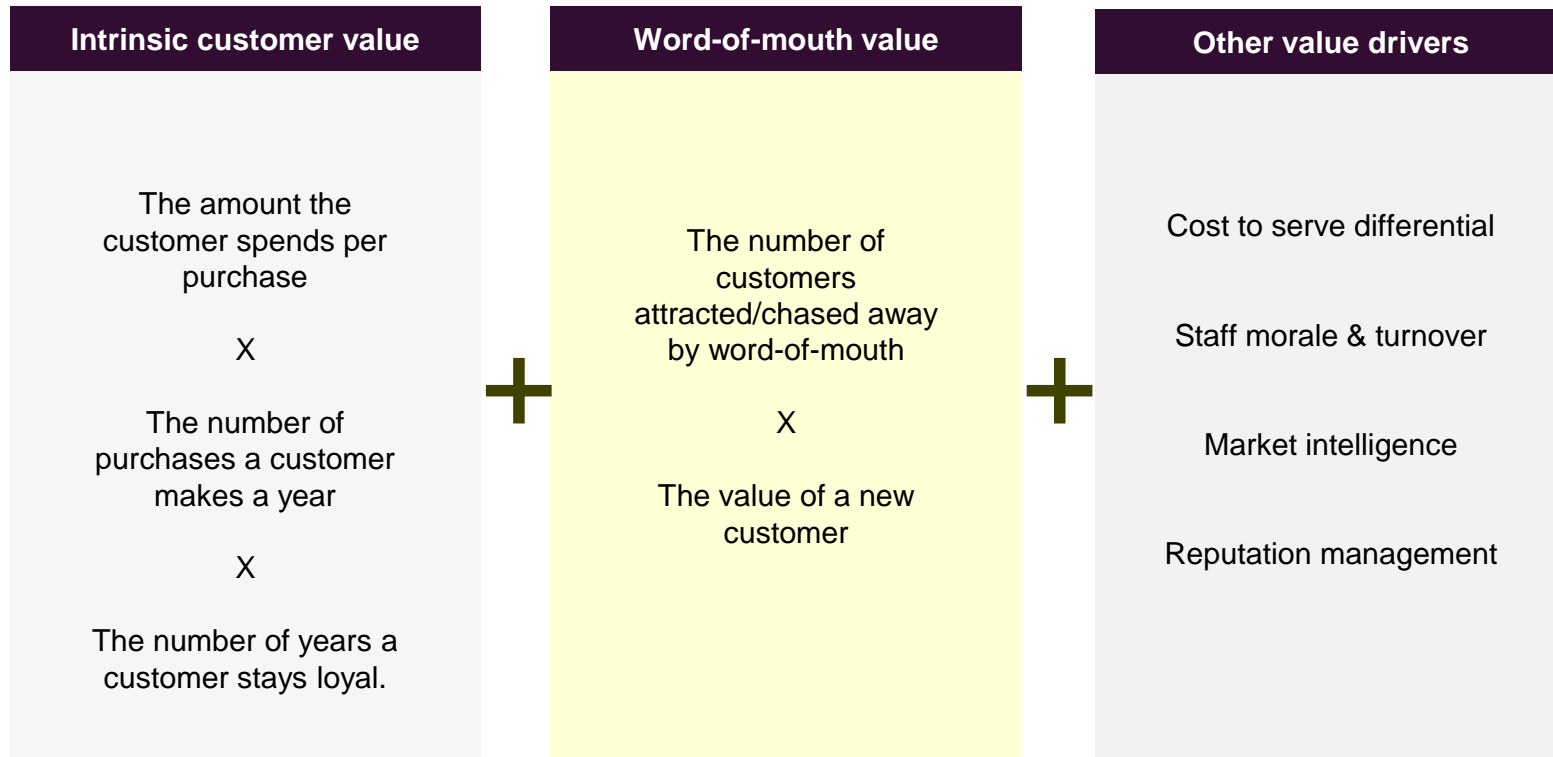 Intrinsic customer value
The amount the
customer spends per
purchase
X
The number of
purchases a customer
makes a year
X
The number of years a
customer stays loyal.
+
Word-of-mouth value
The number of
customers
attracted/chased away
by word-of-mouth
X
The value of a new
customer
+
Other value drivers
Cost to serve differential
Staff morale & turnover
Market intelligence
Reputation management